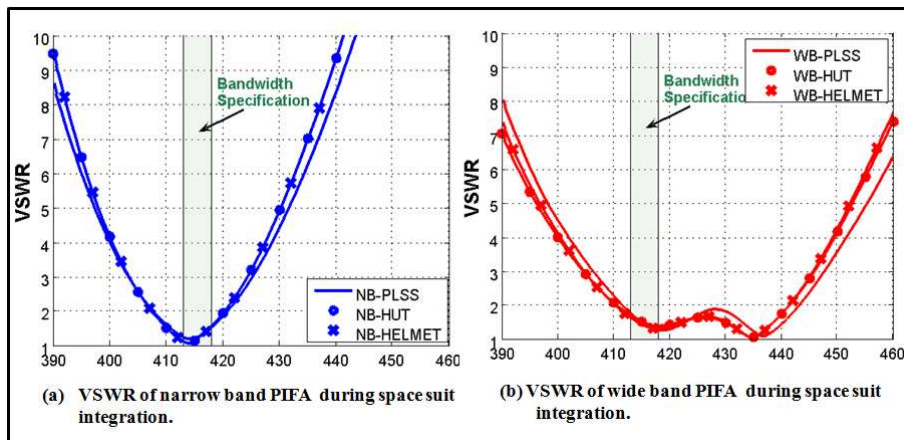 (a)
10
9
8
7
6
5
4
3
2
1
VSWR
Bandwidth
Specification
NB-PLSS
NB-HUT
NB-HELMET
390 400 410 420 430 440 450 460
(a) VSWR of narrow band PIFA during space suit
integration.
(b)
10
9
8
7
6
5
4
3
2
1
VSWR
Bandwidth
Specification
WB-PLSS
WB-HUT
WB-HELMET
390 400 410 420 430 440 450 460
(b) VSWR of wide band PIFA during space suit
integration.